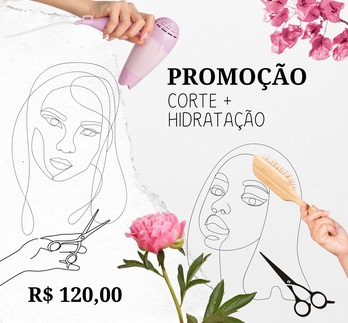 PROMOÇÃO
CORTE +
HIDRATAÇÃO
R$ 120,00